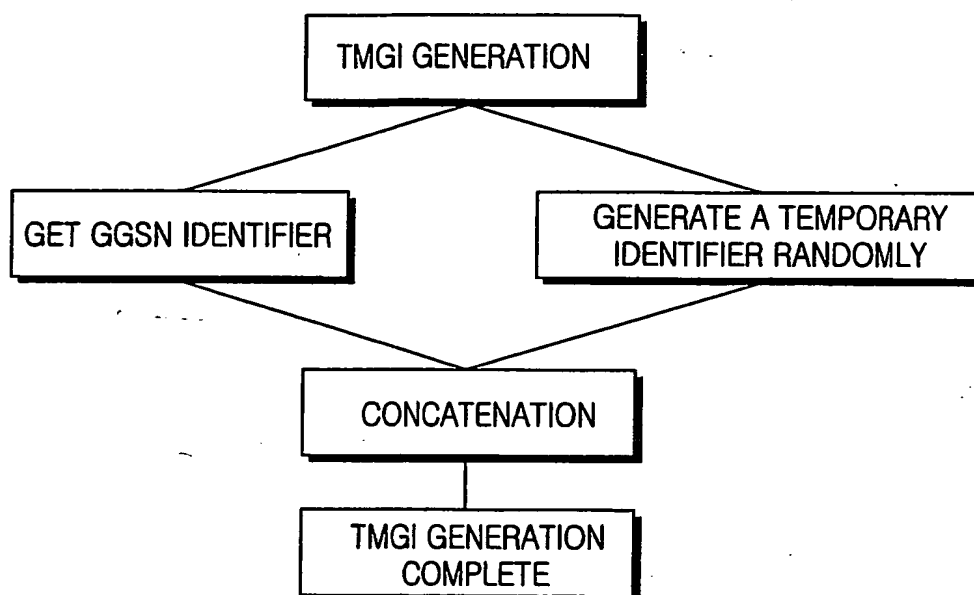 TMGI GENERATION
GET GGSN IDENTIFIER
GENERATE A TEMPORARY
IDENTIFIER RANDOMLY
CONCATENATION
TMGI GENERATION
COMPLETE